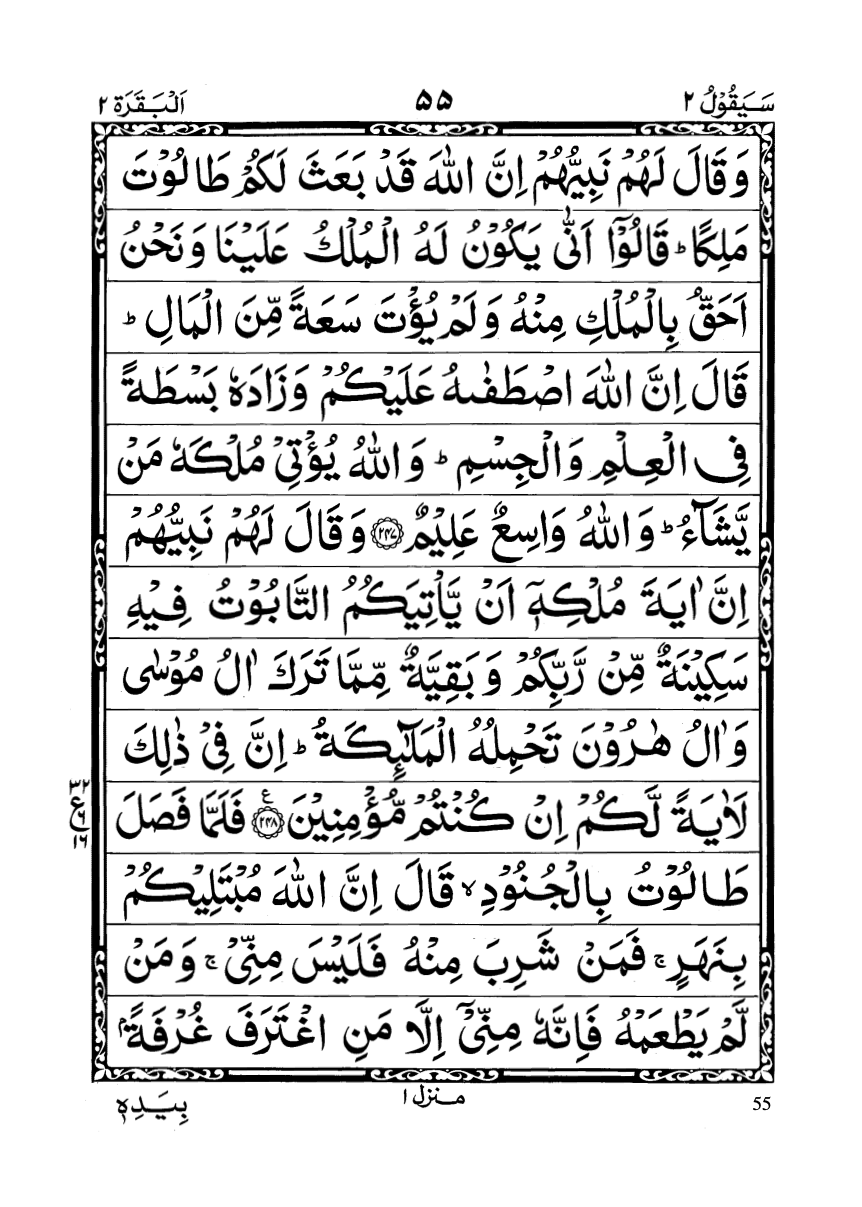 سَيَقُوْلُ ٢
۵۵
اَلْبَقَرَة ٢
وَقَالَ لَهُمْ نَبِيُّهُمْ اِنَّ اللّٰهَ قَدْ بَعَثَ لَكُمْ طَالُوْتَ
مَلِكًاؕ قَالُوْۤا اَنّٰى يَكُوْنُ لَهُ الْمُلْكُ عَلَيْنَا وَنَحْنُ
اَحَقُّ بِالْمُلْكِ مِنْهُ وَلَمْ يُؤْتَ سَعَةً مِّنَ الْمَالِؕ
قَالَ اِنَّ اللّٰهَ اصْطَفٰىهُ عَلَيْكُمْ وَزَادَهٗ بَسْطَةً
فِى الْعِلْمِ وَالْجِسْمِؕ وَاللّٰهُ يُؤْتِىْ مُلْكَهٗ مَنْ
يَّشَآءُؕ وَاللّٰهُ وَاسِعٌ عَلِيْمٌ ﴿٢٤٧﴾ وَقَالَ لَهُمْ نَبِيُّهُمْ
اِنَّ اٰيَةَ مُلْكِهٖۤ اَنْ يَّاْتِيَكُمُ التَّابُوْتُ فِيْهِ
سَكِيْنَةٌ مِّنْ رَّبِّكُمْ وَبَقِيَّةٌ مِّمَّا تَرَكَ اٰلُ مُوْسٰى
وَاٰلُ هٰرُوْنَ تَحْمِلُهُ الْمَلٰٓٮِٕكَةُؕ اِنَّ فِىْ ذٰلِكَ
لَاٰيَةً لَّكُمْ اِنْ كُنْتُمْ مُّؤْمِنِيْنَ ﴿٢٤٨﴾ ع فَلَمَّا فَصَلَ
٣٢
ع
٦
١٦
طَالُوْتُ بِالْجُنُوْدِۙ قَالَ اِنَّ اللّٰهَ مُبْتَلِيْكُمْ
بِنَهَرٍۚ فَمَنْ شَرِبَ مِنْهُ فَلَيْسَ مِنِّىْۚ وَمَنْ
لَّمْ يَطْعَمْهُ فَاِنَّهٗ مِنِّىْۤ اِلَّا مَنِ اغْتَرَفَ غُرْفَةًۢ
55
منزل ١
بِيَدِهٖ